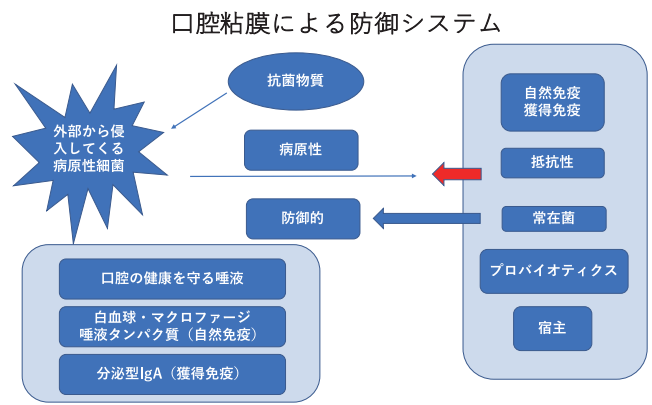 口腔粘膜による防御システム
抗菌物質
外部から侵
入してくる
病原性細菌
病原性
防御的
自然免疫
獲得免疫
抵抗性
常在菌
プロバイオティクス
宿主
口腔の健康を守る唾液
白血球・マクロファージ
唾液タンパク質（自然免疫）
分泌型IgA（獲得免疫）